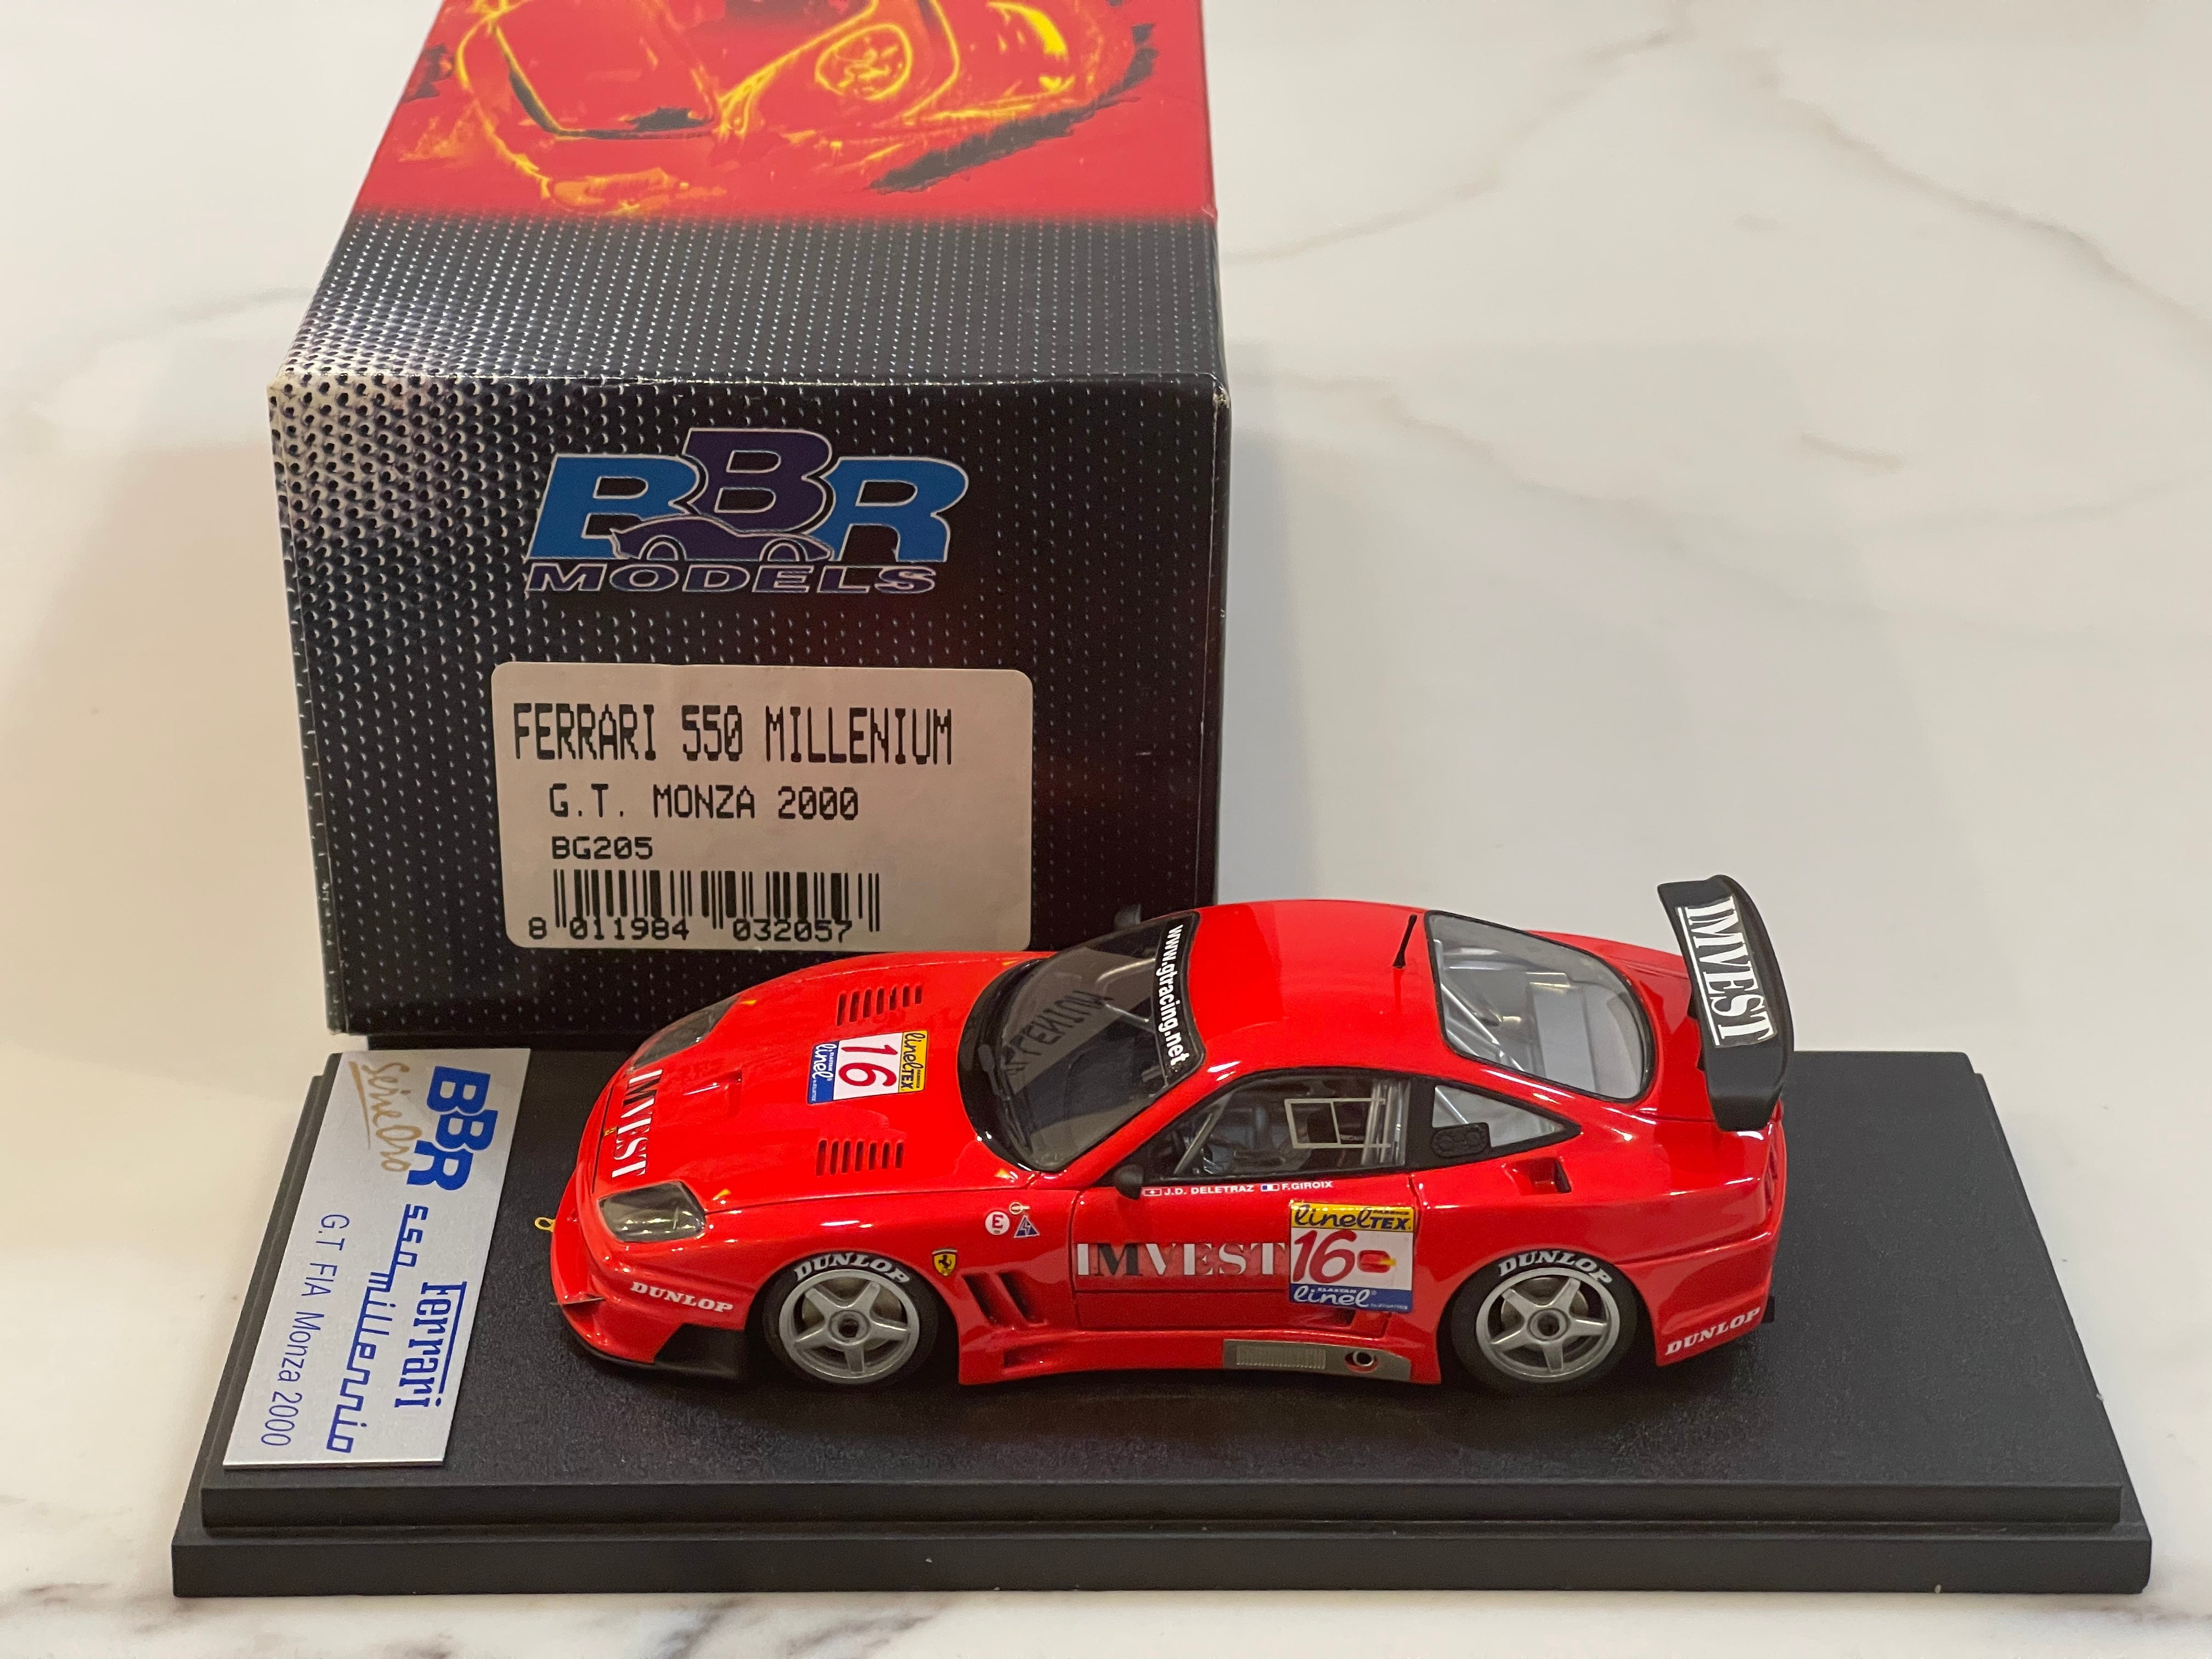 BBR
MODELS
FERRARI 550 MILLENIUM
G.T. MONZA 2000
BG205
8 011984 032057
IMVEST
www.gtracing.net
linelTEX
16
linel
IMVEST
J.D. DELETRAZ F.GIROIX
E
linelTEX
IMVEST 16
ELASTAN
linel
DUNLOP
DUNLOP
DUNLOP
DUNLOP
BBR
serie Oro
Ferrari
550 millennio
G.T FIA Monza 2000